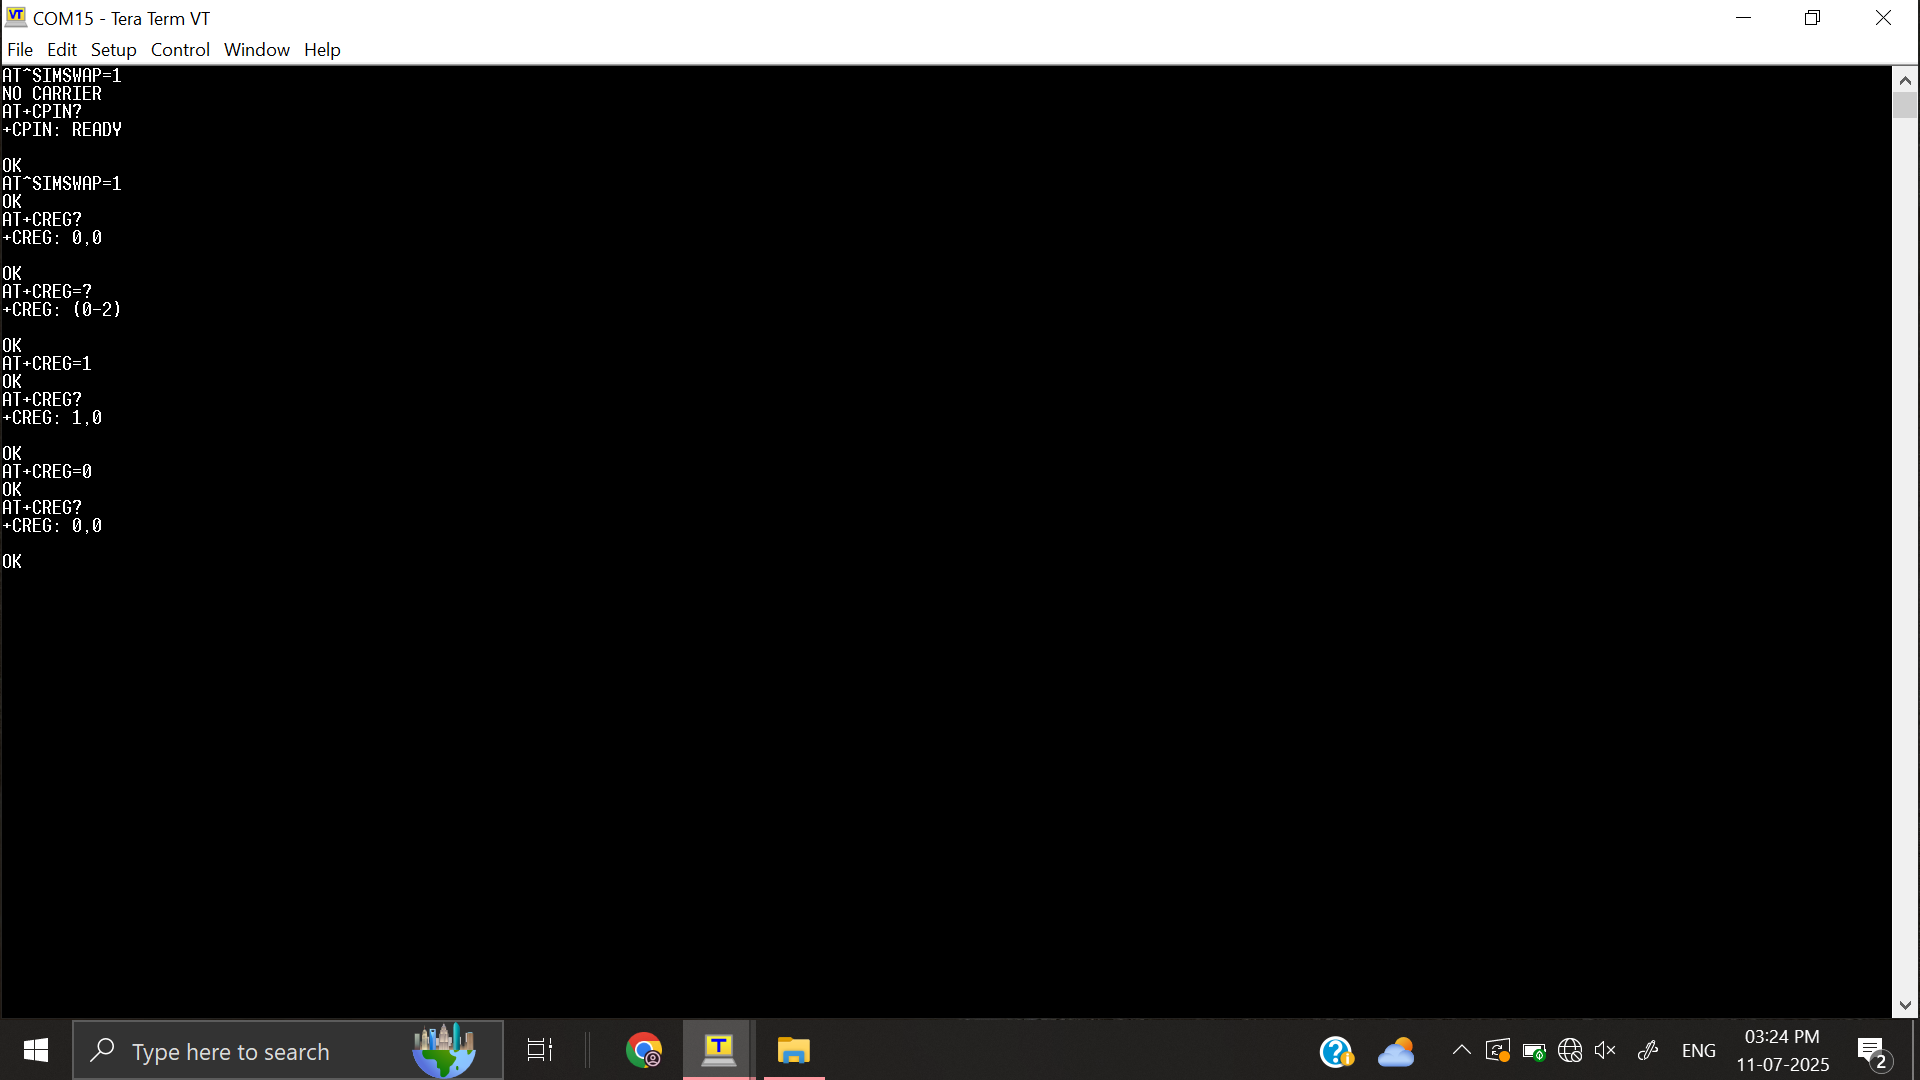 COM15 - Tera Term VT
File Edit Setup Control Window Help
AT^SIMSWAP=1
NO CARRIER
AT+CPIN?
+CPIN: READY
OK
AT^SIMSWAP=1
OK
AT+CREG?
+CREG: 0,0
OK
AT+CREG=?
+CREG: (0-2)
OK
AT+CREG=1
OK
AT+CREG?
+CREG: 1,0
OK
AT+CREG=0
OK
AT+CREG?
+CREG: 0,0
OK
Type here to search
ENG
03:24 PM
11-07-2025
2